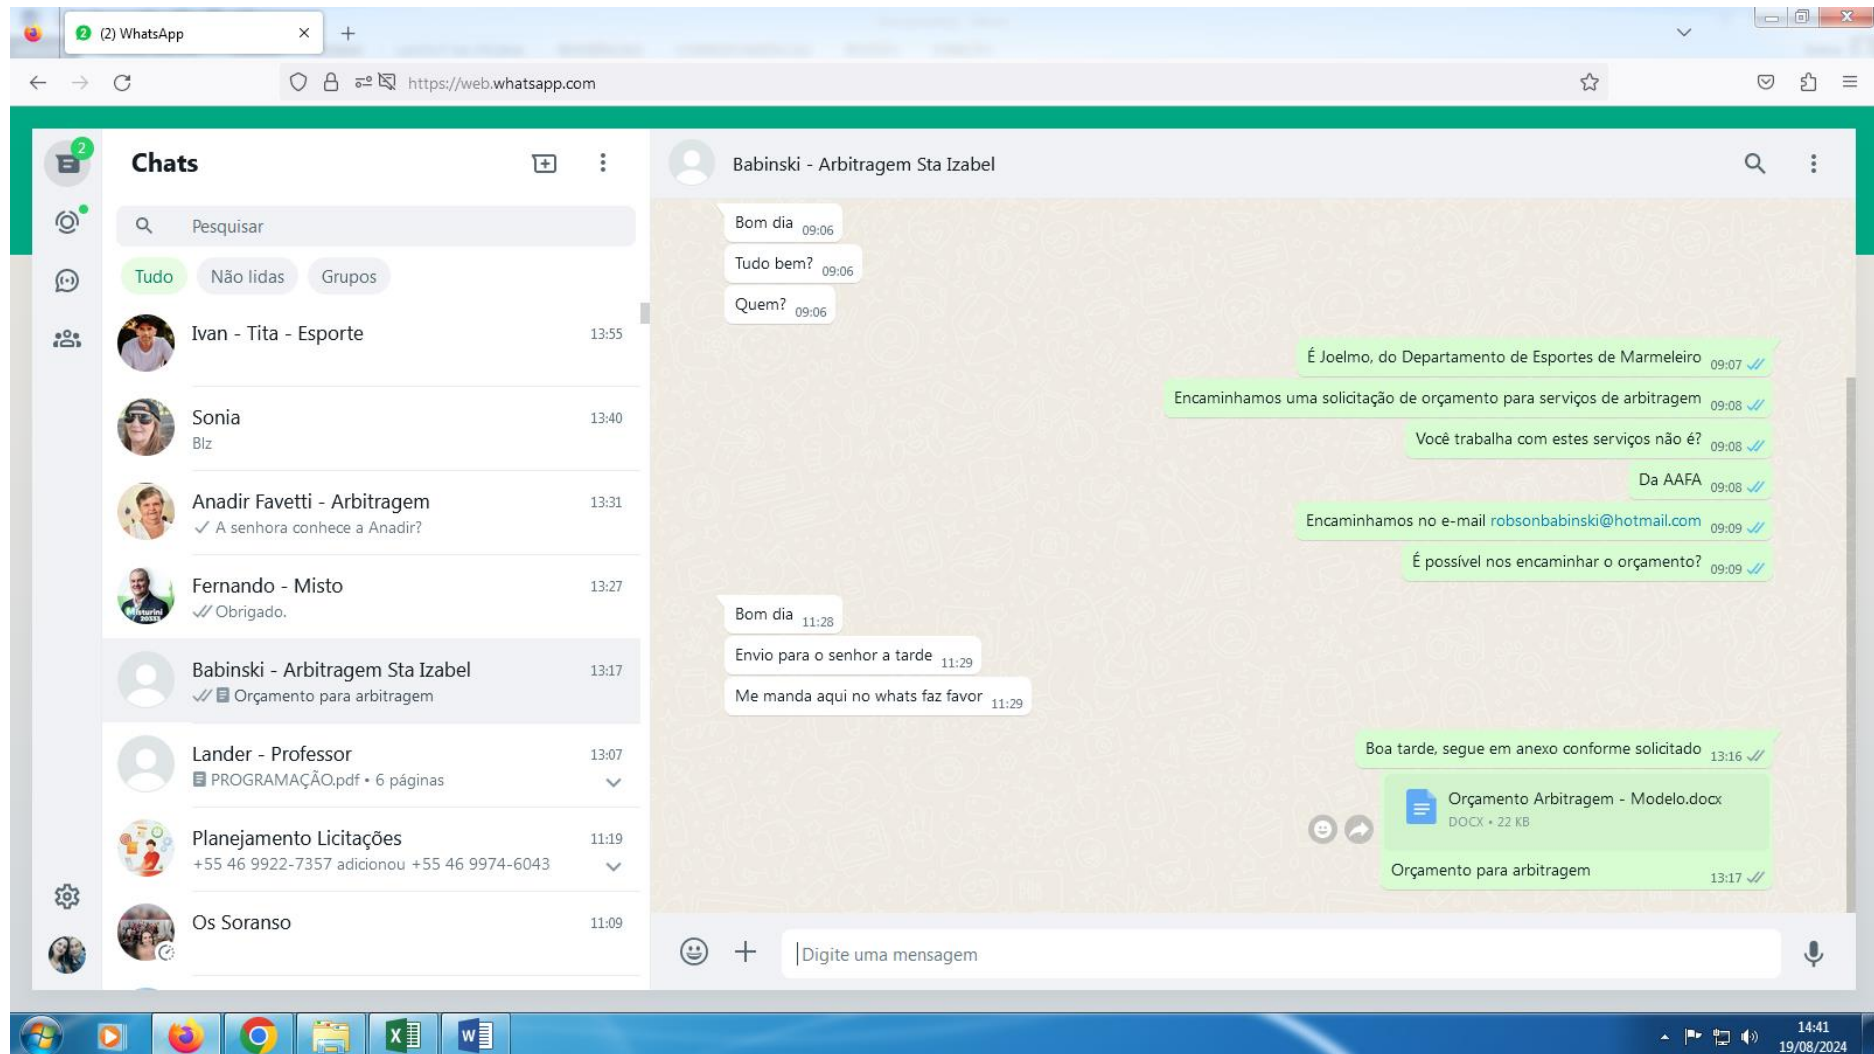 2 (2) WhatsApp
https://web.whatsapp.com
2
Chats
Pesquisar
Tudo Não lidas Grupos
Ivan - Tita - Esporte 13:55
Sonia 13:40
Blz
Anadir Favetti - Arbitragem 13:31
A senhora conhece a Anadir?
Fernando - Misto 13:27
Obrigado.
Misturini
20333
Babinski - Arbitragem Sta Izabel 13:17
Orçamento para arbitragem
Lander - Professor 13:07
PROGRAMAÇÃO.pdf • 6 páginas
Planejamento Licitações 11:19
+55 46 9922-7357 adicionou +55 46 9974-6043
Os Soranso 11:09
Babinski - Arbitragem Sta Izabel
Bom dia 09:06
Tudo bem? 09:06
Quem? 09:06
É Joelmo, do Departamento de Esportes de Marmeleiro 09:07
Encaminhamos uma solicitação de orçamento para serviços de arbitragem 09:08
Você trabalha com estes serviços não é? 09:08
Da AAFA 09:08
Encaminhamos no e-mail robsonbabinski@hotmail.com 09:09
É possível nos encaminhar o orçamento? 09:09
Bom dia 11:28
Envio para o senhor a tarde 11:29
Me manda aqui no whats faz favor 11:29
Boa tarde, segue em anexo conforme solicitado 13:16
Orçamento Arbitragem - Modelo.docx
DOCX • 22 KB
Orçamento para arbitragem 13:17
Digite uma mensagem
14:41
19/08/2024